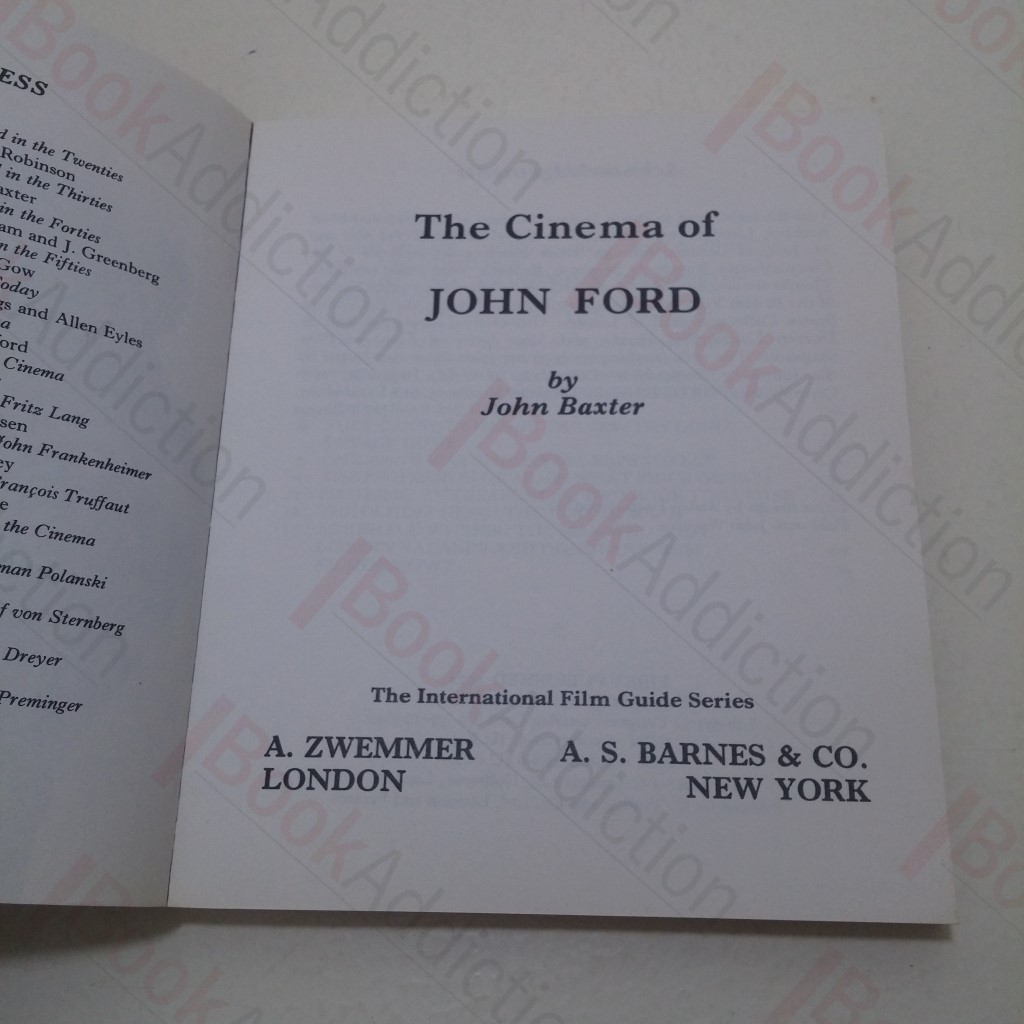 ESS
d in the Twenties
Robinson
in the Thirties
axter
in the Forties
am and J. Greenberg
n the Fifties
Gow
Today
gs and Allen Eyles
a
ord
Cinema
Fritz Lang
sen
John Frankenheimer
ey
rançois Truffaut
e
the Cinema
man Polanski
f von Sternberg
Dreyer
Preminger
The Cinema of
JOHN FORD
by
John Baxter
The International Film Guide Series
A. ZWEMMER
LONDON
A. S. BARNES & CO.
NEW YORK
BookAddiction